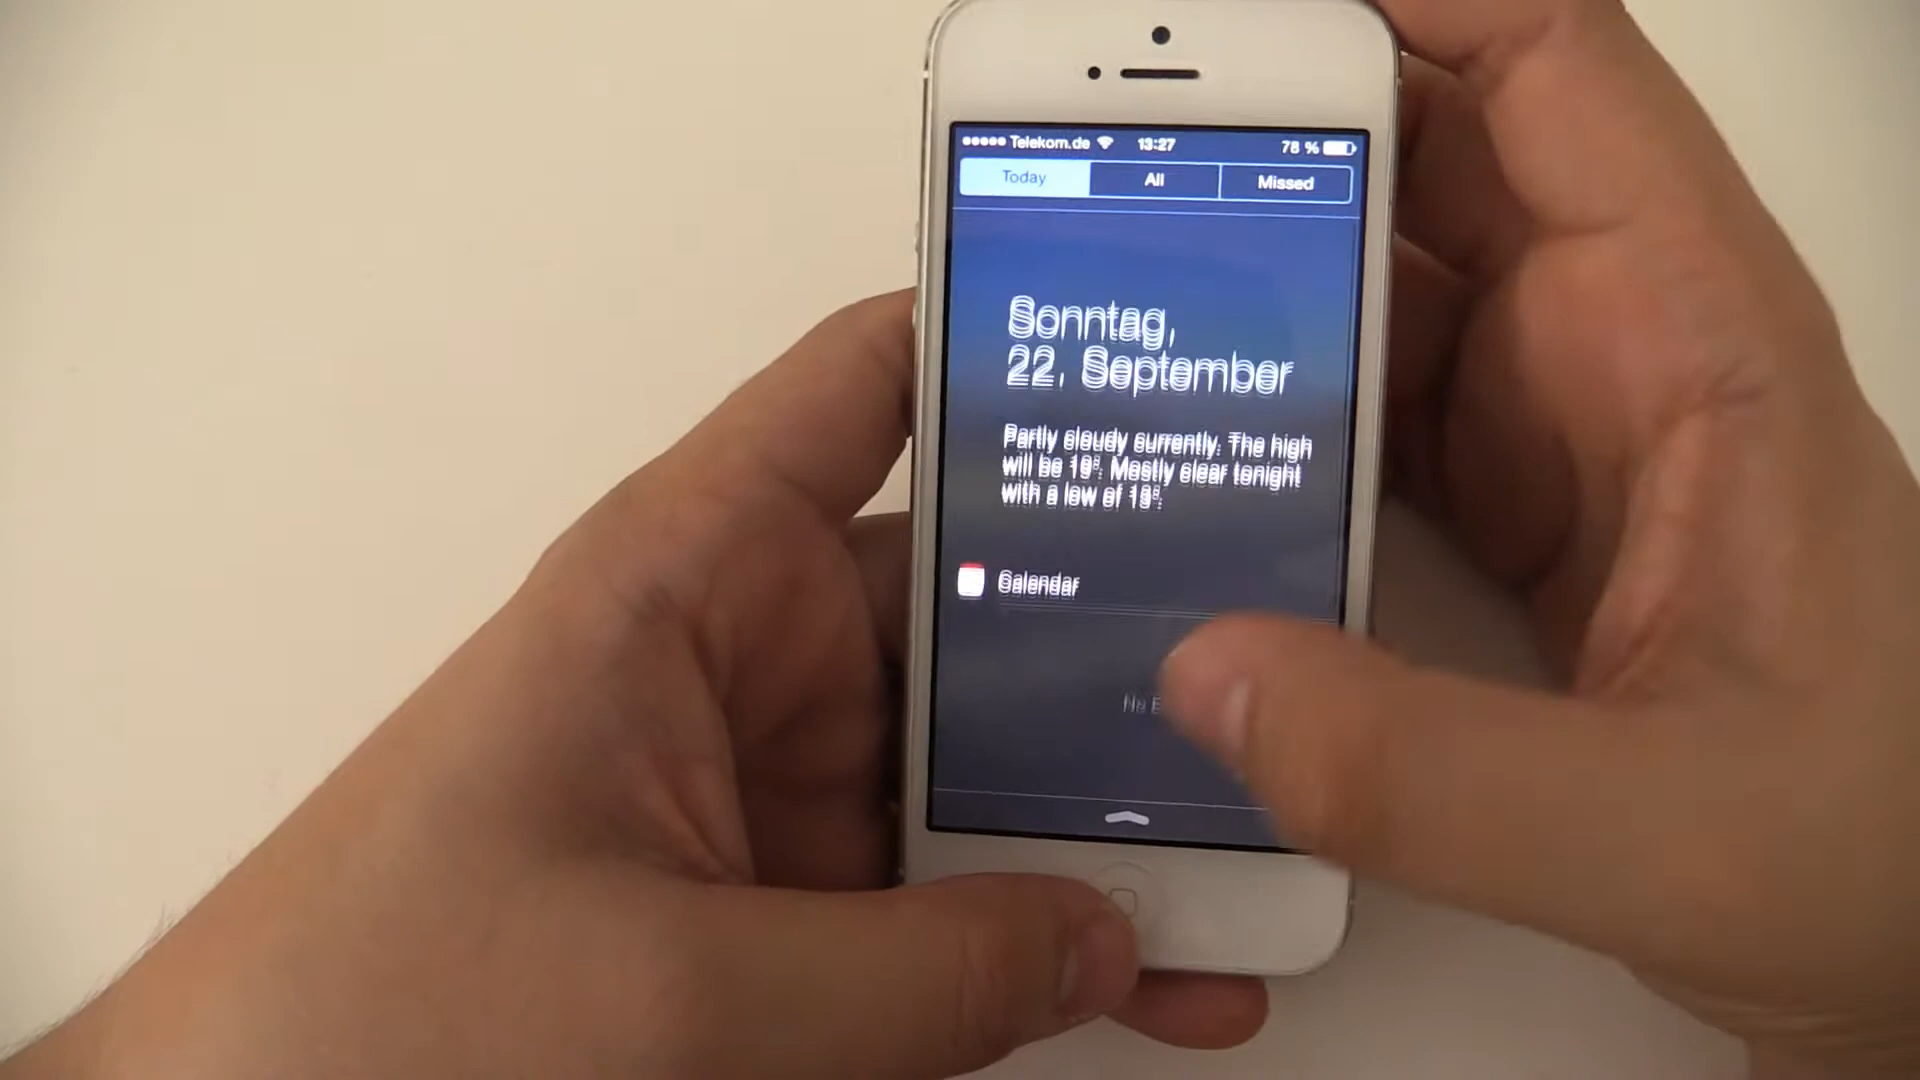 Telekom.de 13:27 78 %
Today All Missed
Sonntag,
22. September
Partly cloudy currently. The high
will be 19°. Mostly clear tonight
with a low of 13°.
Calendar